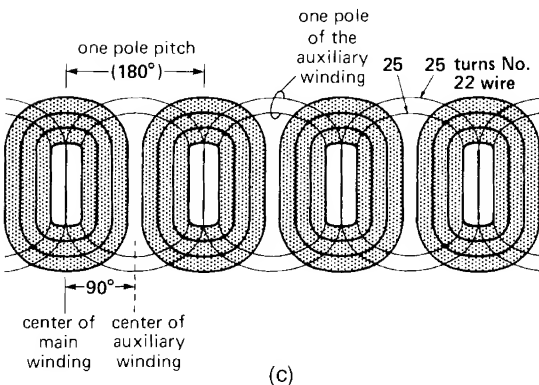 one pole pitch
(180°)
one pole
of the
auxiliary
winding
25
25 turns No.
22 wire
90°
center of
main
winding
center of
auxiliary
winding
(c)